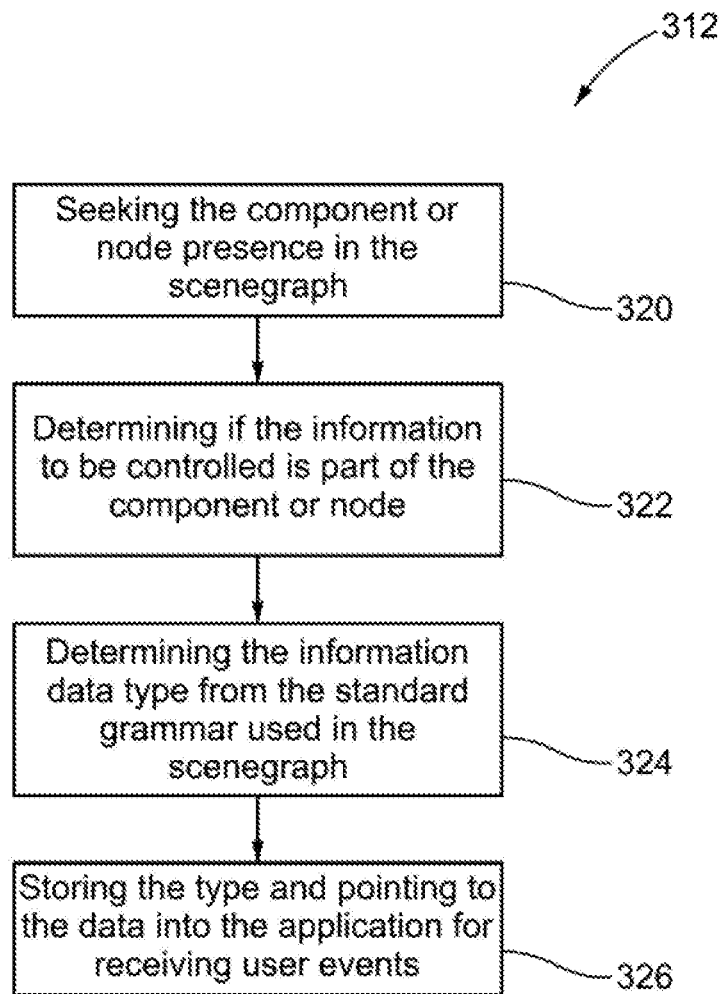 312
Seeking the component or
node presence in the
scenegraph
320
Determining if the information
to be controlled is part of the
component or node
322
Determining the information
data type from the standard
grammar used in the
scenegraph
324
Storing the type and pointing to
the data into the application for
receiving user events
326